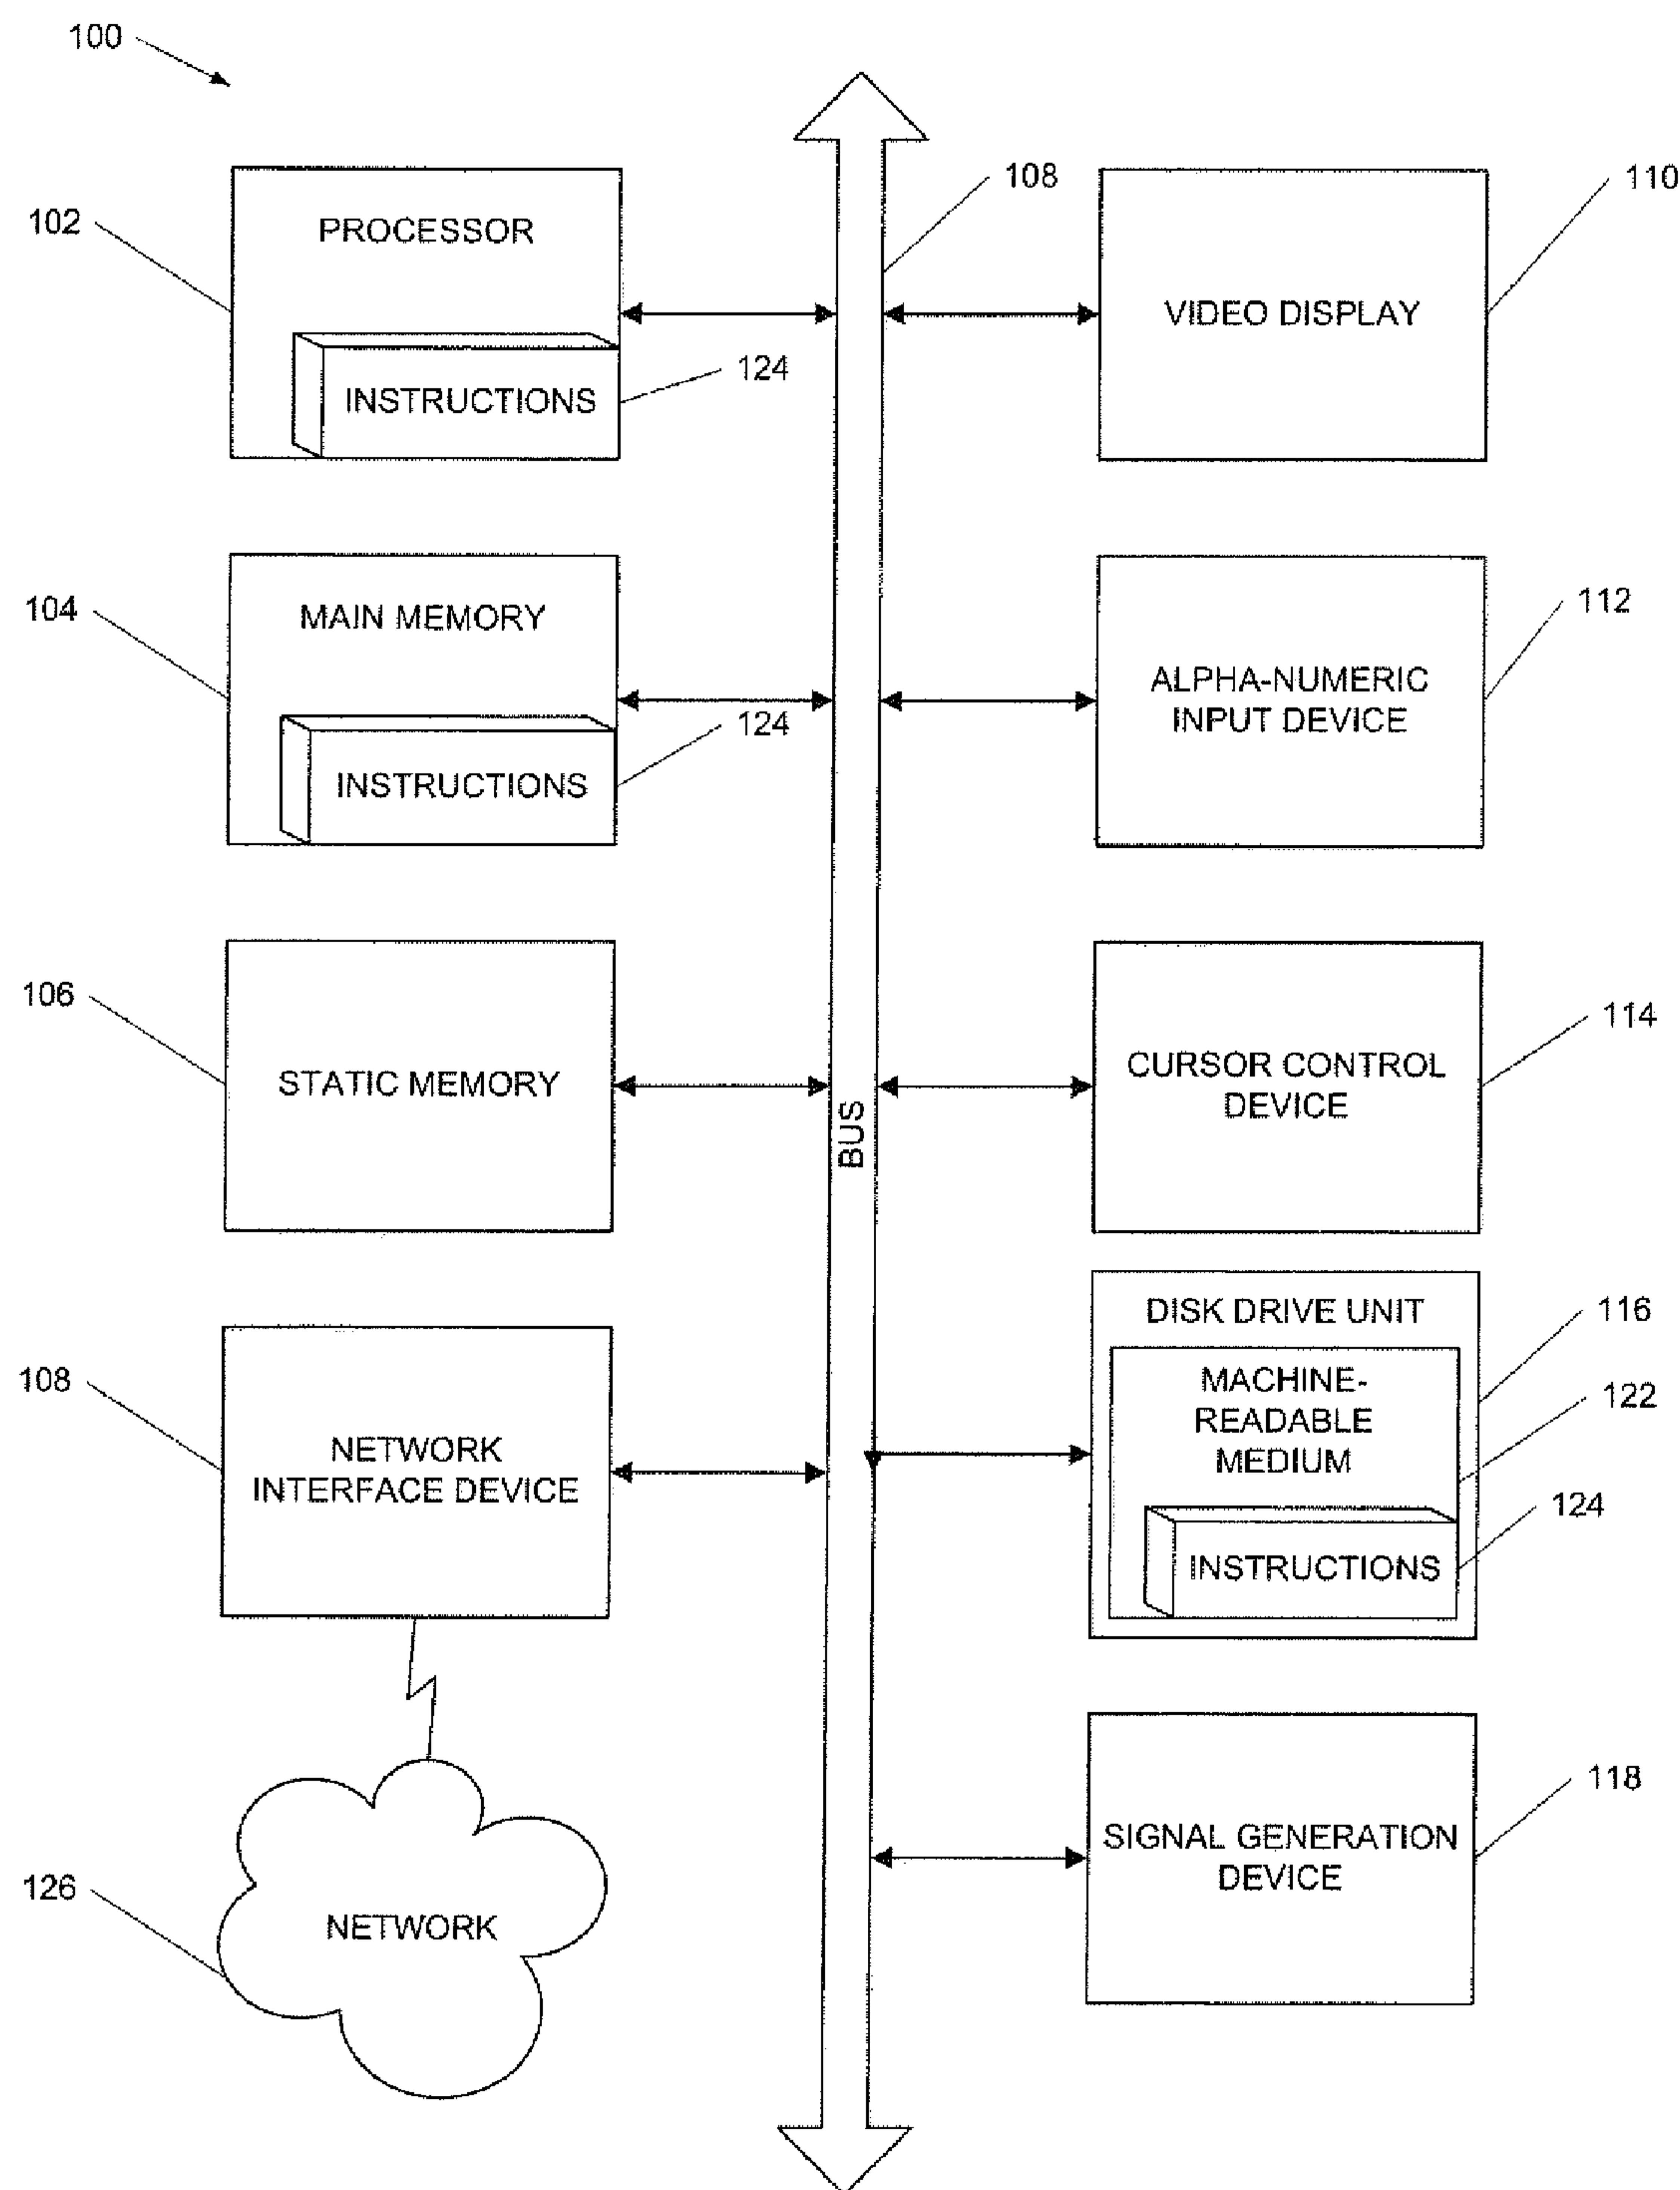 100
108
110
102
PROCESSOR
VIDEO DISPLAY
124
INSTRUCTIONS
104
MAIN MEMORY
112
ALPHA-NUMERIC
INPUT DEVICE
124
INSTRUCTIONS
106
STATIC MEMORY
BUS
114
CURSOR CONTROL
DEVICE
108
NETWORK
INTERFACE DEVICE
DISK DRIVE UNIT
116
MACHINE-
READABLE
MEDIUM
122
124
INSTRUCTIONS
118
SIGNAL GENERATION
DEVICE
126
NETWORK